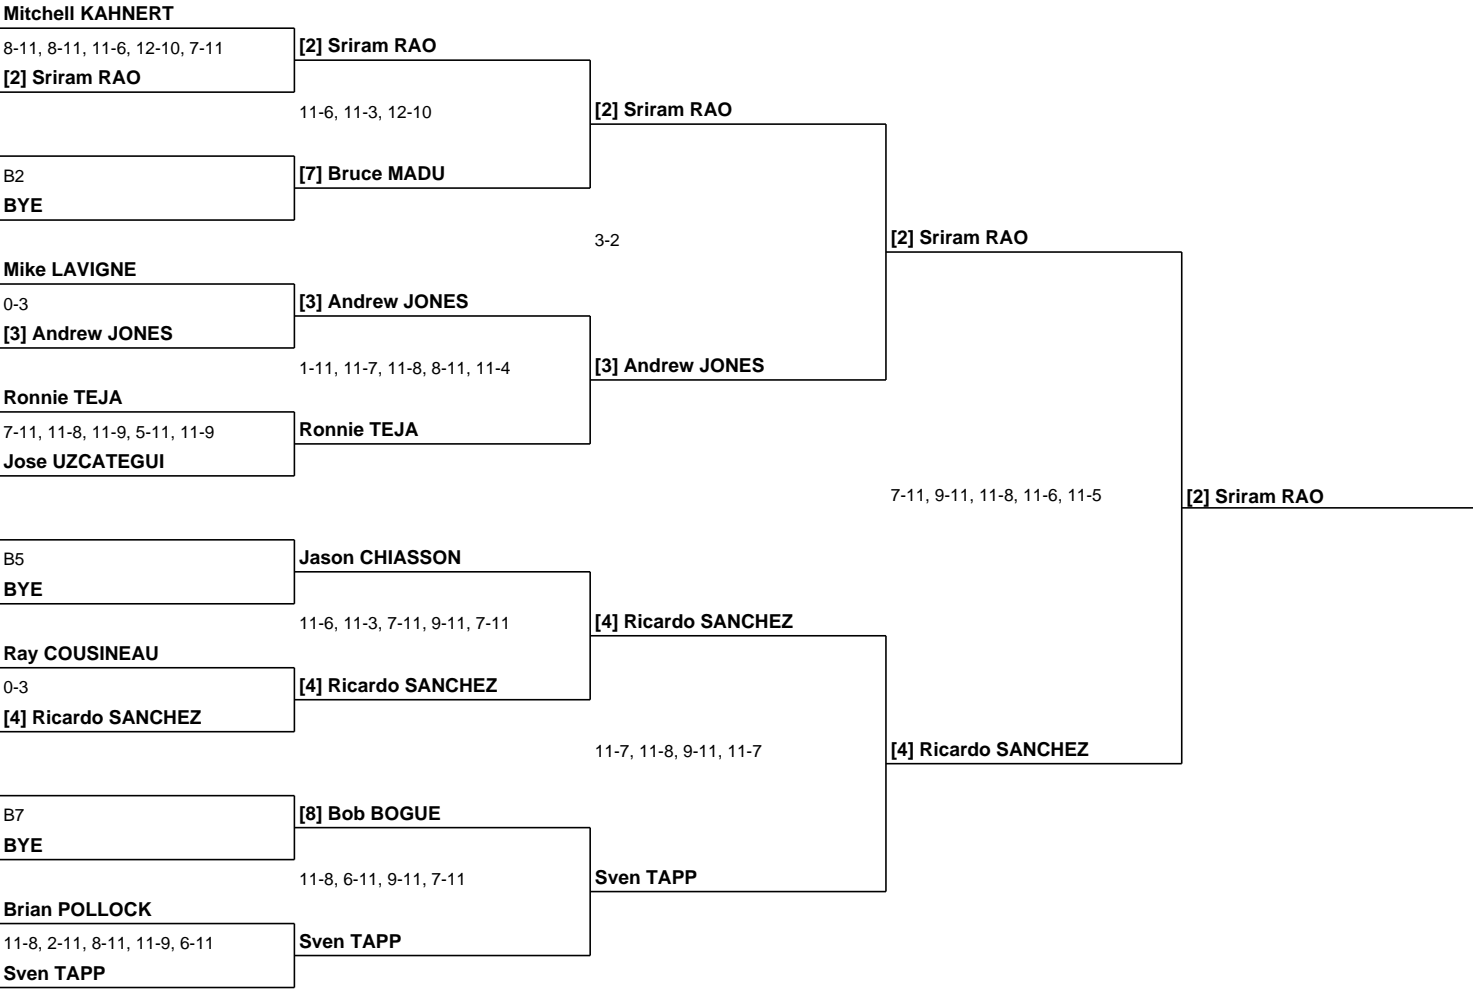 Mitchell KAHNERT
8-11, 8-11, 11-6, 12-10, 7-11
[2] Sriram RAO
B2
BYE
Mike LAVIGNE
0-3
[3] Andrew JONES
Ronnie TEJA
7-11, 11-8, 11-9, 5-11, 11-9
Jose UZCATEGUI
B5
BYE
Ray COUSINEAU
0-3
[4] Ricardo SANCHEZ
B7
BYE
Brian POLLOCK
11-8, 2-11, 8-11, 11-9, 6-11
Sven TAPP
[2] Sriram RAO
11-6, 11-3, 12-10
[7] Bruce MADU
[3] Andrew JONES
1-11, 11-7, 11-8, 8-11, 11-4
Ronnie TEJA
Jason CHIASSON
11-6, 11-3, 7-11, 9-11, 7-11
[4] Ricardo SANCHEZ
[8] Bob BOGUE
11-8, 6-11, 9-11, 7-11
Sven TAPP
[2] Sriram RAO
3-2
[3] Andrew JONES
[4] Ricardo SANCHEZ
11-7, 11-8, 9-11, 11-7
Sven TAPP
[2] Sriram RAO
7-11, 9-11, 11-8, 11-6, 11-5
[4] Ricardo SANCHEZ
[2] Sriram RAO